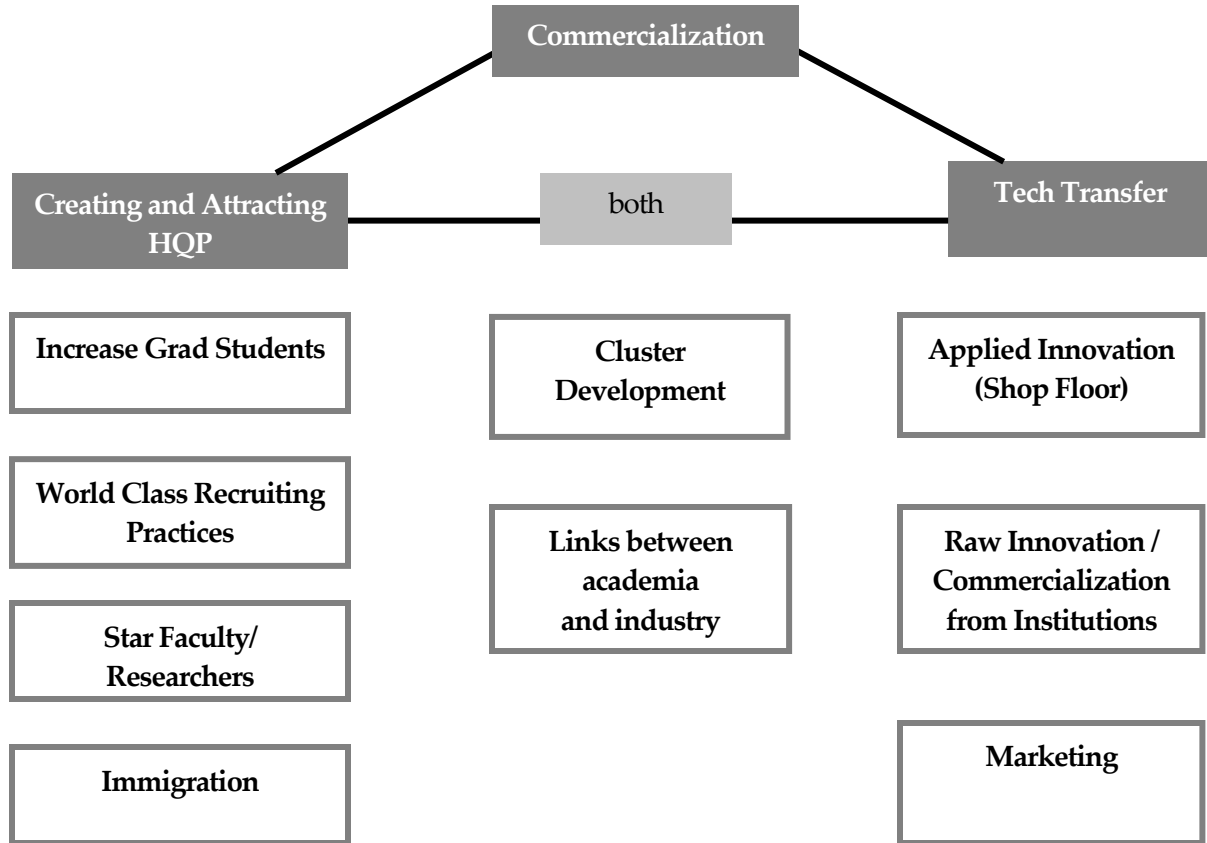 Commercialization
Creating and Attracting
HQP
both
Tech Transfer
Increase Grad Students
World Class Recruiting
Practices
Star Faculty/
Researchers
Immigration
Cluster
Development
Links between
academia
and industry
Applied Innovation
(Shop Floor)
Raw Innovation /
Commercialization
from Institutions
Marketing